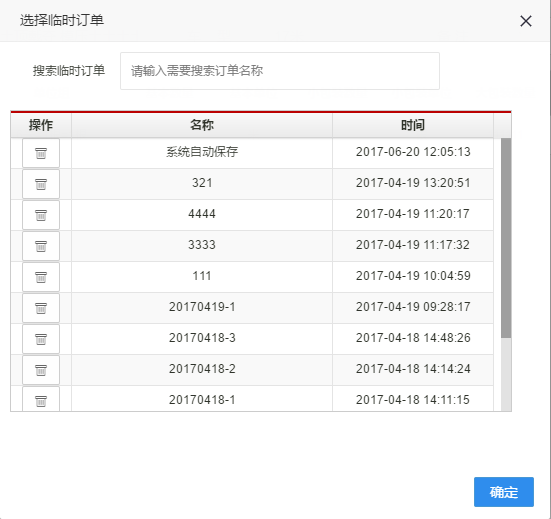 选择临时订单
搜索临时订单 请输入需要搜索订单名称
操作 名称 时间
系统自动保存 2017-06-20 12:05:13
321 2017-04-19 13:20:51
4444 2017-04-19 11:20:17
3333 2017-04-19 11:17:32
111 2017-04-19 10:04:59
20170419-1 2017-04-19 09:28:17
20170418-3 2017-04-18 14:48:26
20170418-2 2017-04-18 14:14:24
20170418-1 2017-04-18 14:11:15
确定